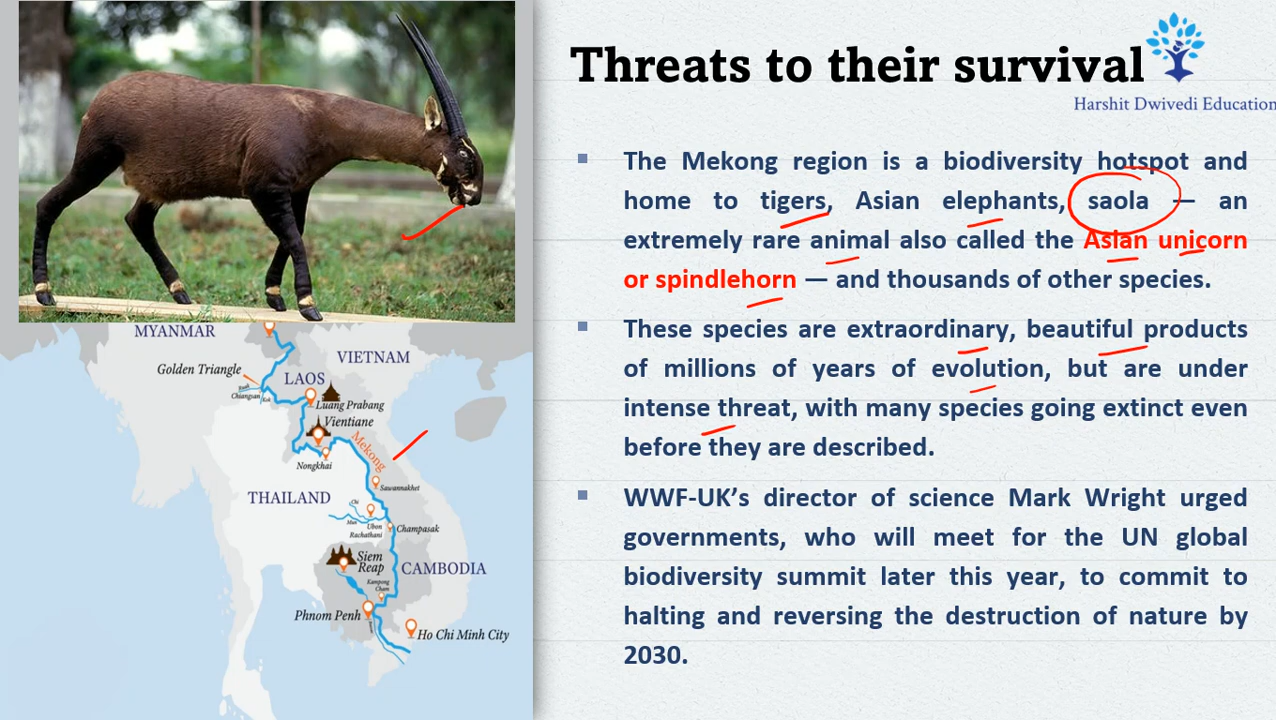 Threats to their survival
Harshit Dwivedi Education
▪ The Mekong region is a biodiversity hotspot and
home to tigers, Asian elephants, saola — an
extremely rare animal also called the Asian unicorn
or spindlehorn — and thousands of other species.
▪ These species are extraordinary, beautiful products
of millions of years of evolution, but are under
intense threat, with many species going extinct even
before they are described.
▪ WWF-UK’s director of science Mark Wright urged
governments, who will meet for the UN global
biodiversity summit later this year, to commit to
halting and reversing the destruction of nature by
2030.
MYANMAR
VIETNAM
Golden Triangle
LAOS
Chiangsan
Kok
Luang Prabang
Vientiane
Mekong
Nongkhai
Sawannakhet
THAILAND
Chi
Mun
Ubon
Rachathani
Champasak
Siem
Reap
CAMBODIA
Kampong
Cham
Phnom Penh
Ho Chi Minh City